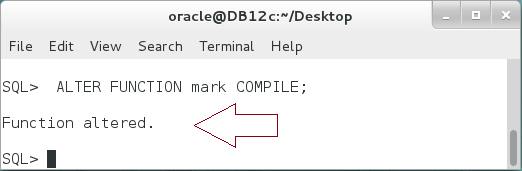 oracle@DB12c:~/Desktop
File Edit View Search Terminal Help
SQL>  ALTER FUNCTION mark COMPILE;
Function altered.
SQL>